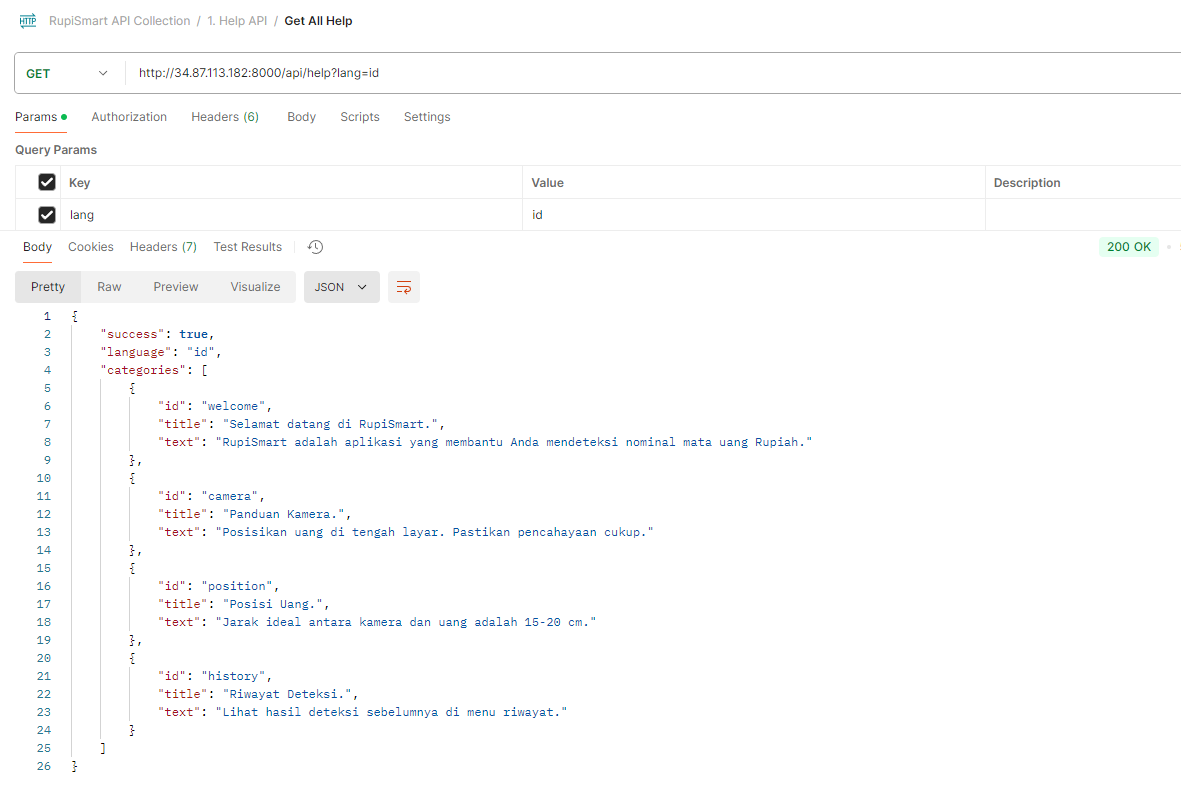 HTTP RupiSmart API Collection / 1. Help API / Get All Help
GET http://34.87.113.182:8000/api/help?lang=id
Params Authorization Headers (6) Body Scripts Settings
Query Params
Key Value Description
lang id
Body Cookies Headers (7) Test Results 200 OK
Pretty Raw Preview Visualize JSON
1 {
2 "success": true,
3 "language": "id",
4 "categories": [
5 {
6 "id": "welcome",
7 "title": "Selamat datang di RupiSmart.",
8 "text": "RupiSmart adalah aplikasi yang membantu Anda mendeteksi nominal mata uang Rupiah."
9 },
10 {
11 "id": "camera",
12 "title": "Panduan Kamera.",
13 "text": "Posisikan uang di tengah layar. Pastikan pencahayaan cukup."
14 },
15 {
16 "id": "position",
17 "title": "Posisi Uang.",
18 "text": "Jarak ideal antara kamera dan uang adalah 15-20 cm."
19 },
20 {
21 "id": "history",
22 "title": "Riwayat Deteksi.",
23 "text": "Lihat hasil deteksi sebelumnya di menu riwayat."
24 }
25 ]
26 }